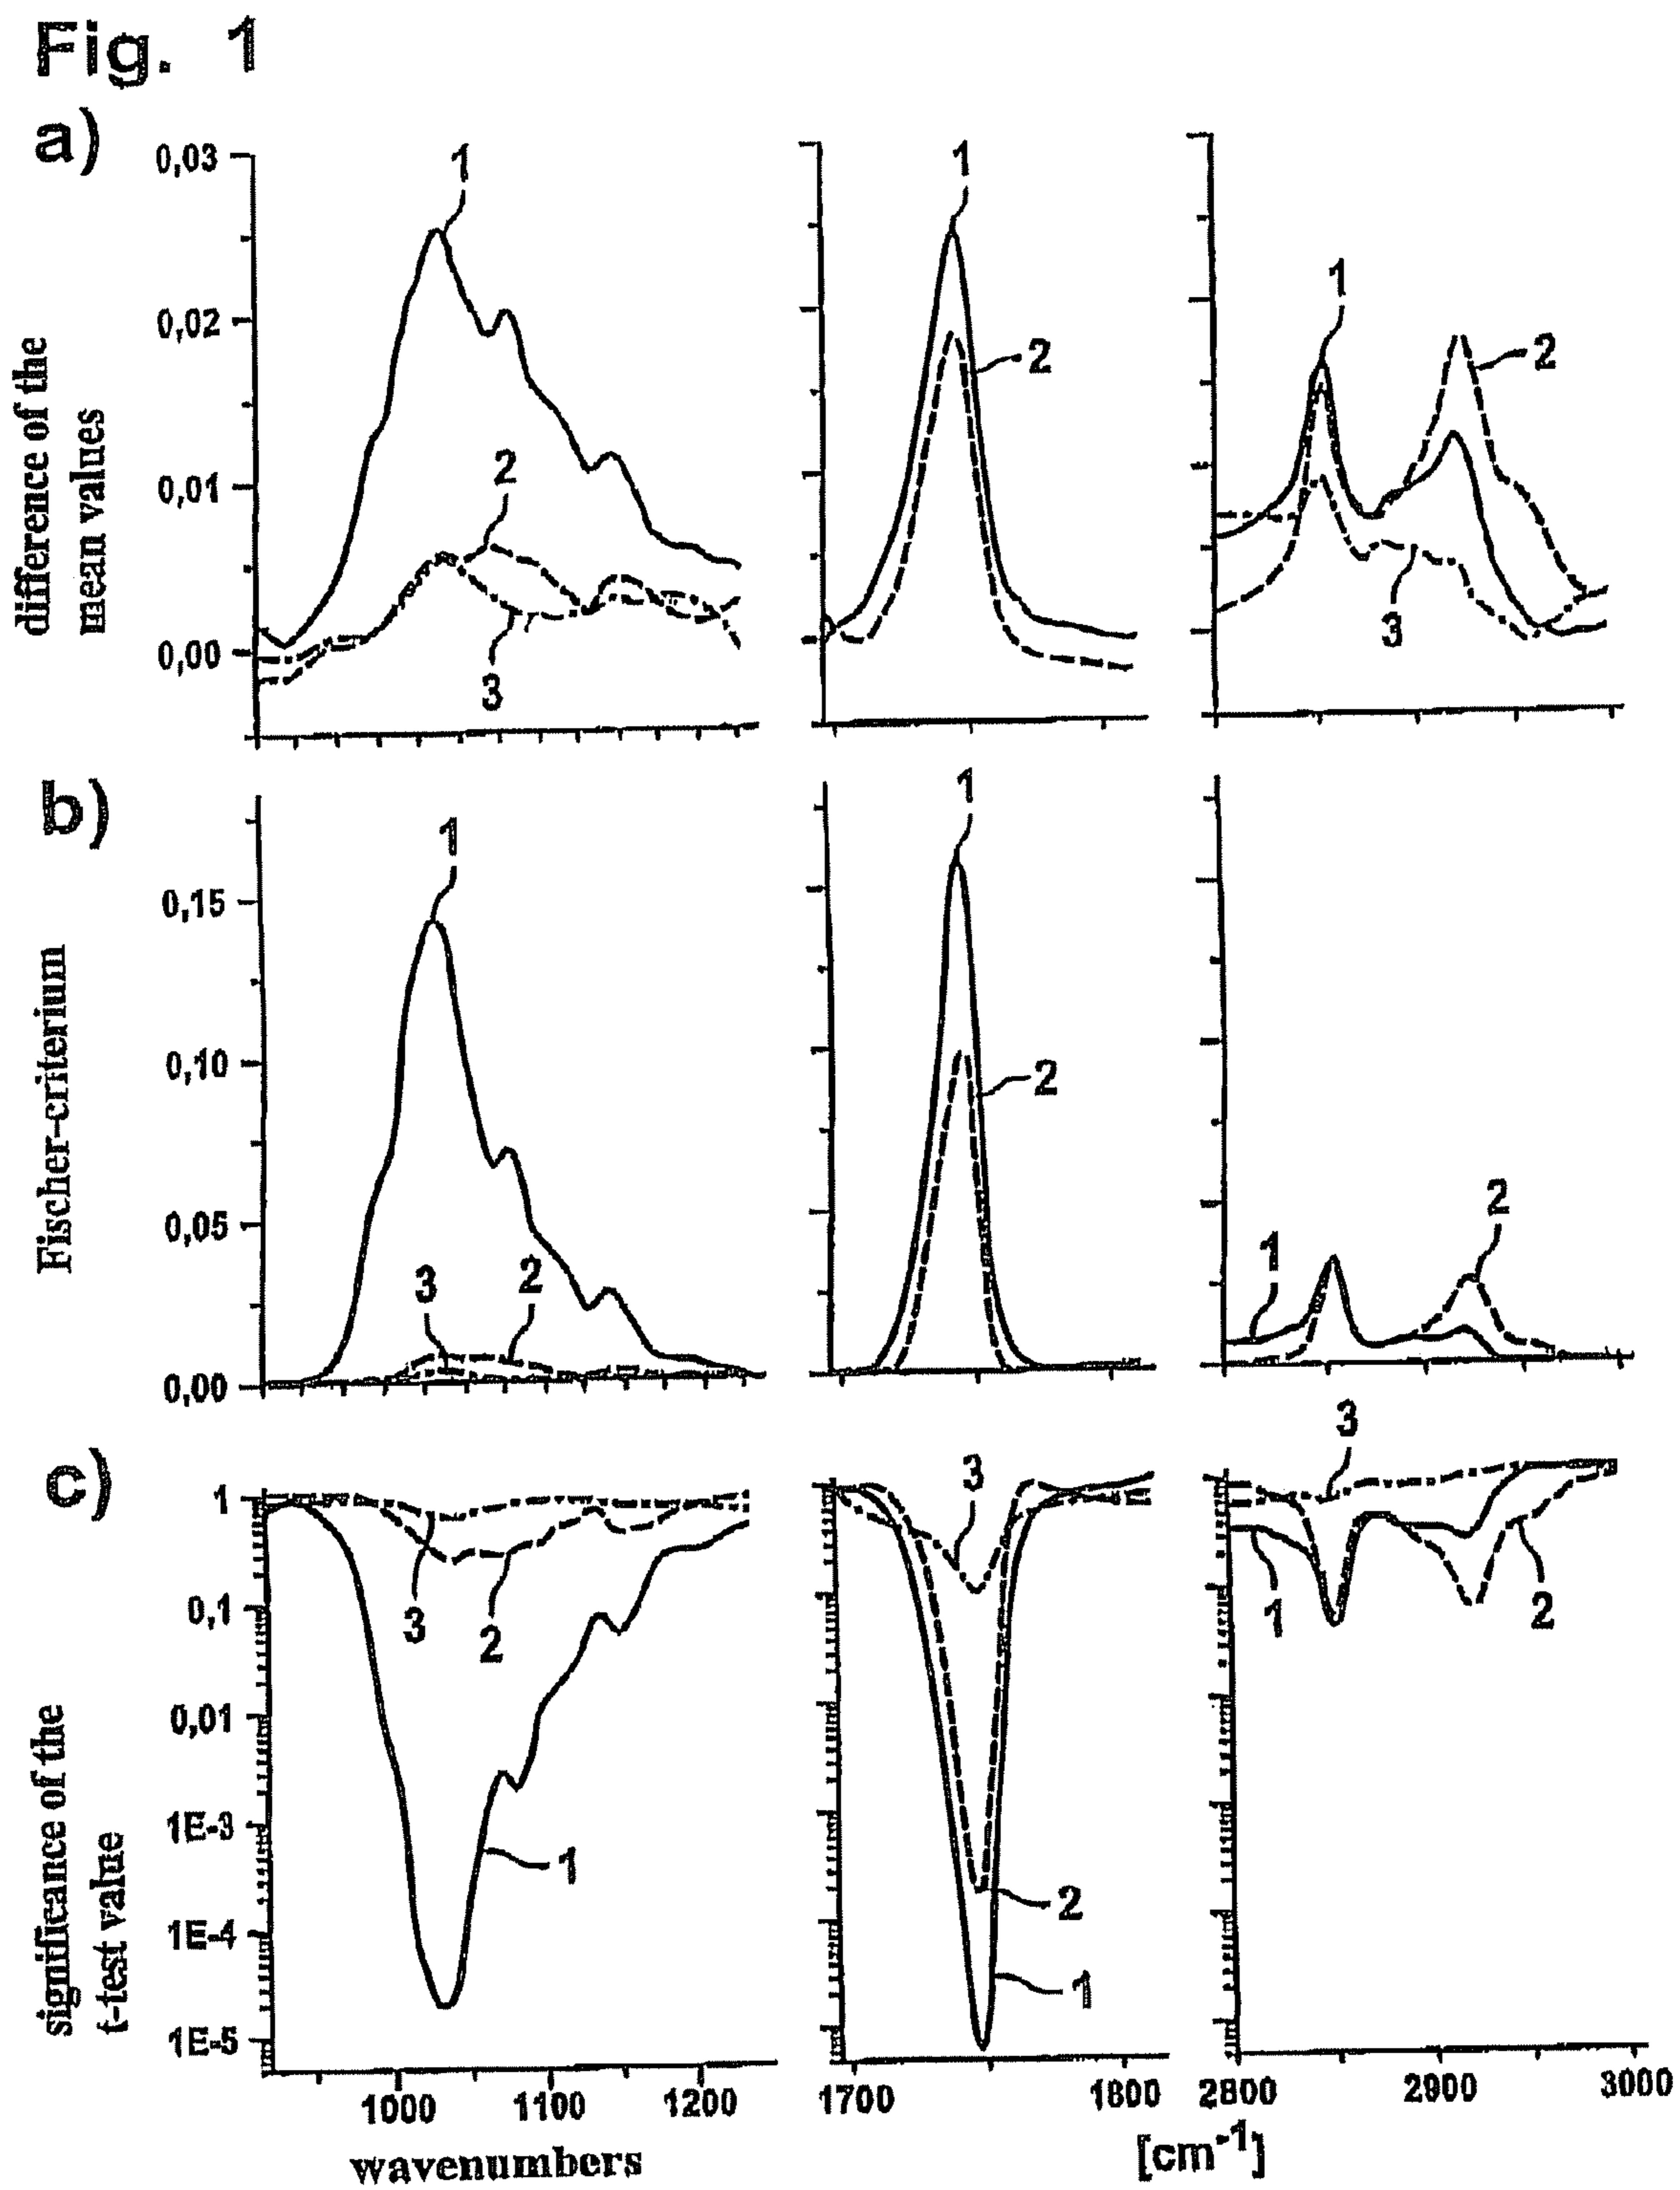 Fig. 1
a)
difference of the
mean values
0,03
0,02
0,01
0,00
1
2
3
1
2
1
2
3
b)
Fischer-criterium
0,15
0,10
0,05
0,00
1
3
2
1
2
1
2
c)
significance of the
t-test value
1
0,1
0,01
1E-3
1E-4
1E-5
3
2
1
3
2
1
3
1
2
1000 1100 1200 1700 1800 2800 2900 3000
wavenumbers [cm-1]